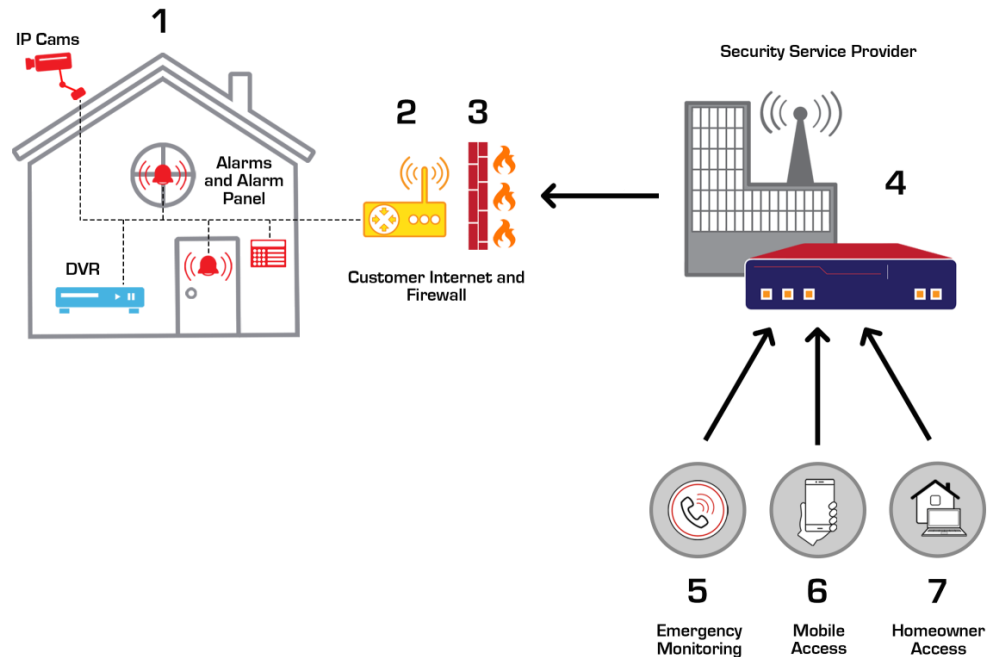 1
IP Cams
Alarms
and Alarm
Panel
DVR
2
3
Customer Internet and
Firewall
Security Service Provider
4
5
Emergency
Monitoring
6
Mobile
Access
7
Homeowner
Access